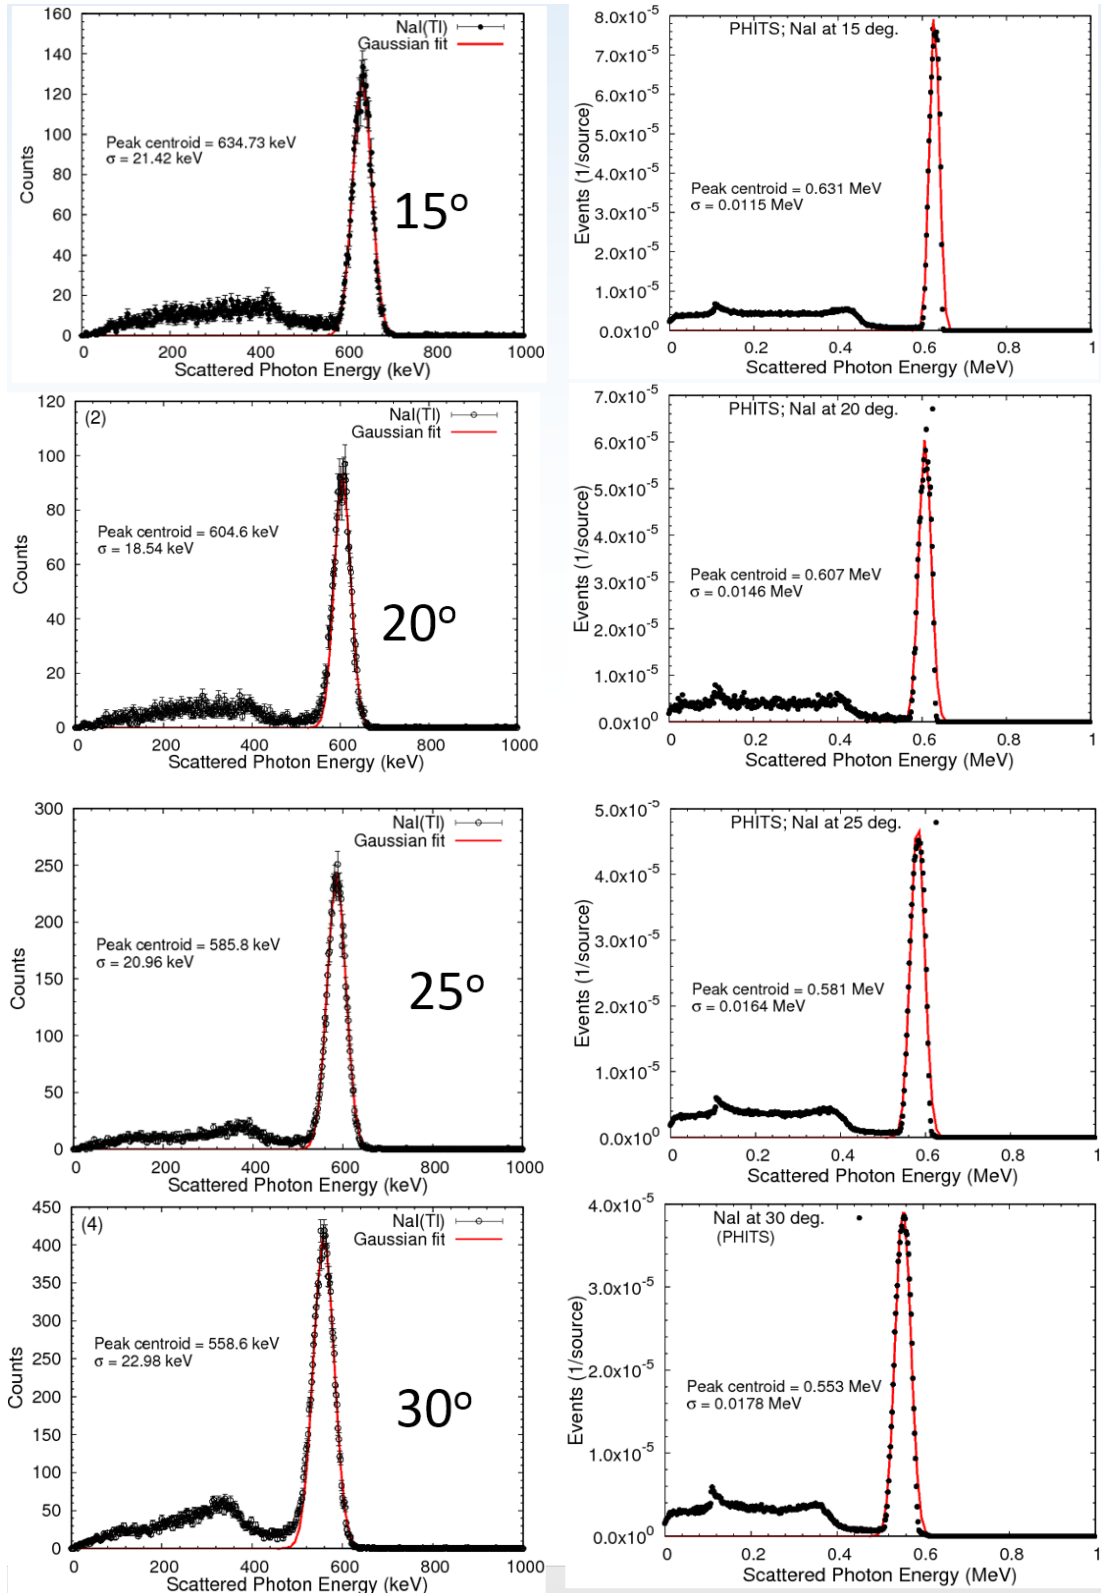 NaI(Tl)
Gaussian fit
Peak centroid = 634.73 keV
σ = 21.42 keV
15º
Counts
160
140
120
100
80
60
40
20
0
0 200 400 600 800 1000
Scattered Photon Energy (keV)
PHITS; NaI at 15 deg.
Peak centroid = 0.631 MeV
σ = 0.0115 MeV
Events (1/source)
8.0x10-5
7.0x10-5
6.0x10-5
5.0x10-5
4.0x10-5
3.0x10-5
2.0x10-5
1.0x10-5
0.0x100
0 0.2 0.4 0.6 0.8 1
Scattered Photon Energy (MeV)
(2)
NaI(Tl)
Gaussian fit
Peak centroid = 604.6 keV
σ = 18.54 keV
20º
Counts
120
100
80
60
40
20
0
0 200 400 600 800 1000
Scattered Photon Energy (keV)
PHITS; NaI at 20 deg.
Peak centroid = 0.607 MeV
σ = 0.0146 MeV
Events (1/source)
7.0x10-5
6.0x10-5
5.0x10-5
4.0x10-5
3.0x10-5
2.0x10-5
1.0x10-5
0.0x100
0 0.2 0.4 0.6 0.8 1
Scattered Photon Energy (MeV)
NaI(Tl)
Gaussian fit
Peak centroid = 585.8 keV
σ = 20.96 keV
25º
Counts
300
250
200
150
100
50
0
0 200 400 600 800 1000
Scattered Photon Energy (keV)
PHITS; NaI at 25 deg.
Peak centroid = 0.581 MeV
σ = 0.0164 MeV
Events (1/source)
5.0x10-5
4.0x10-5
3.0x10-5
2.0x10-5
1.0x10-5
0.0x100
0 0.2 0.4 0.6 0.8 1
Scattered Photon Energy (MeV)
(4)
NaI(Tl)
Gaussian fit
Peak centroid = 558.6 keV
σ = 22.98 keV
30º
Counts
450
400
350
300
250
200
150
100
50
0
0 200 400 600 800 1000
Scattered Photon Energy (keV)
NaI at 30 deg.
(PHITS)
Peak centroid = 0.553 MeV
σ = 0.0178 MeV
Events (1/source)
4.0x10-5
3.0x10-5
2.0x10-5
1.0x10-5
0.0x100
0 0.2 0.4 0.6 0.8 1
Scattered Photon Energy (MeV)